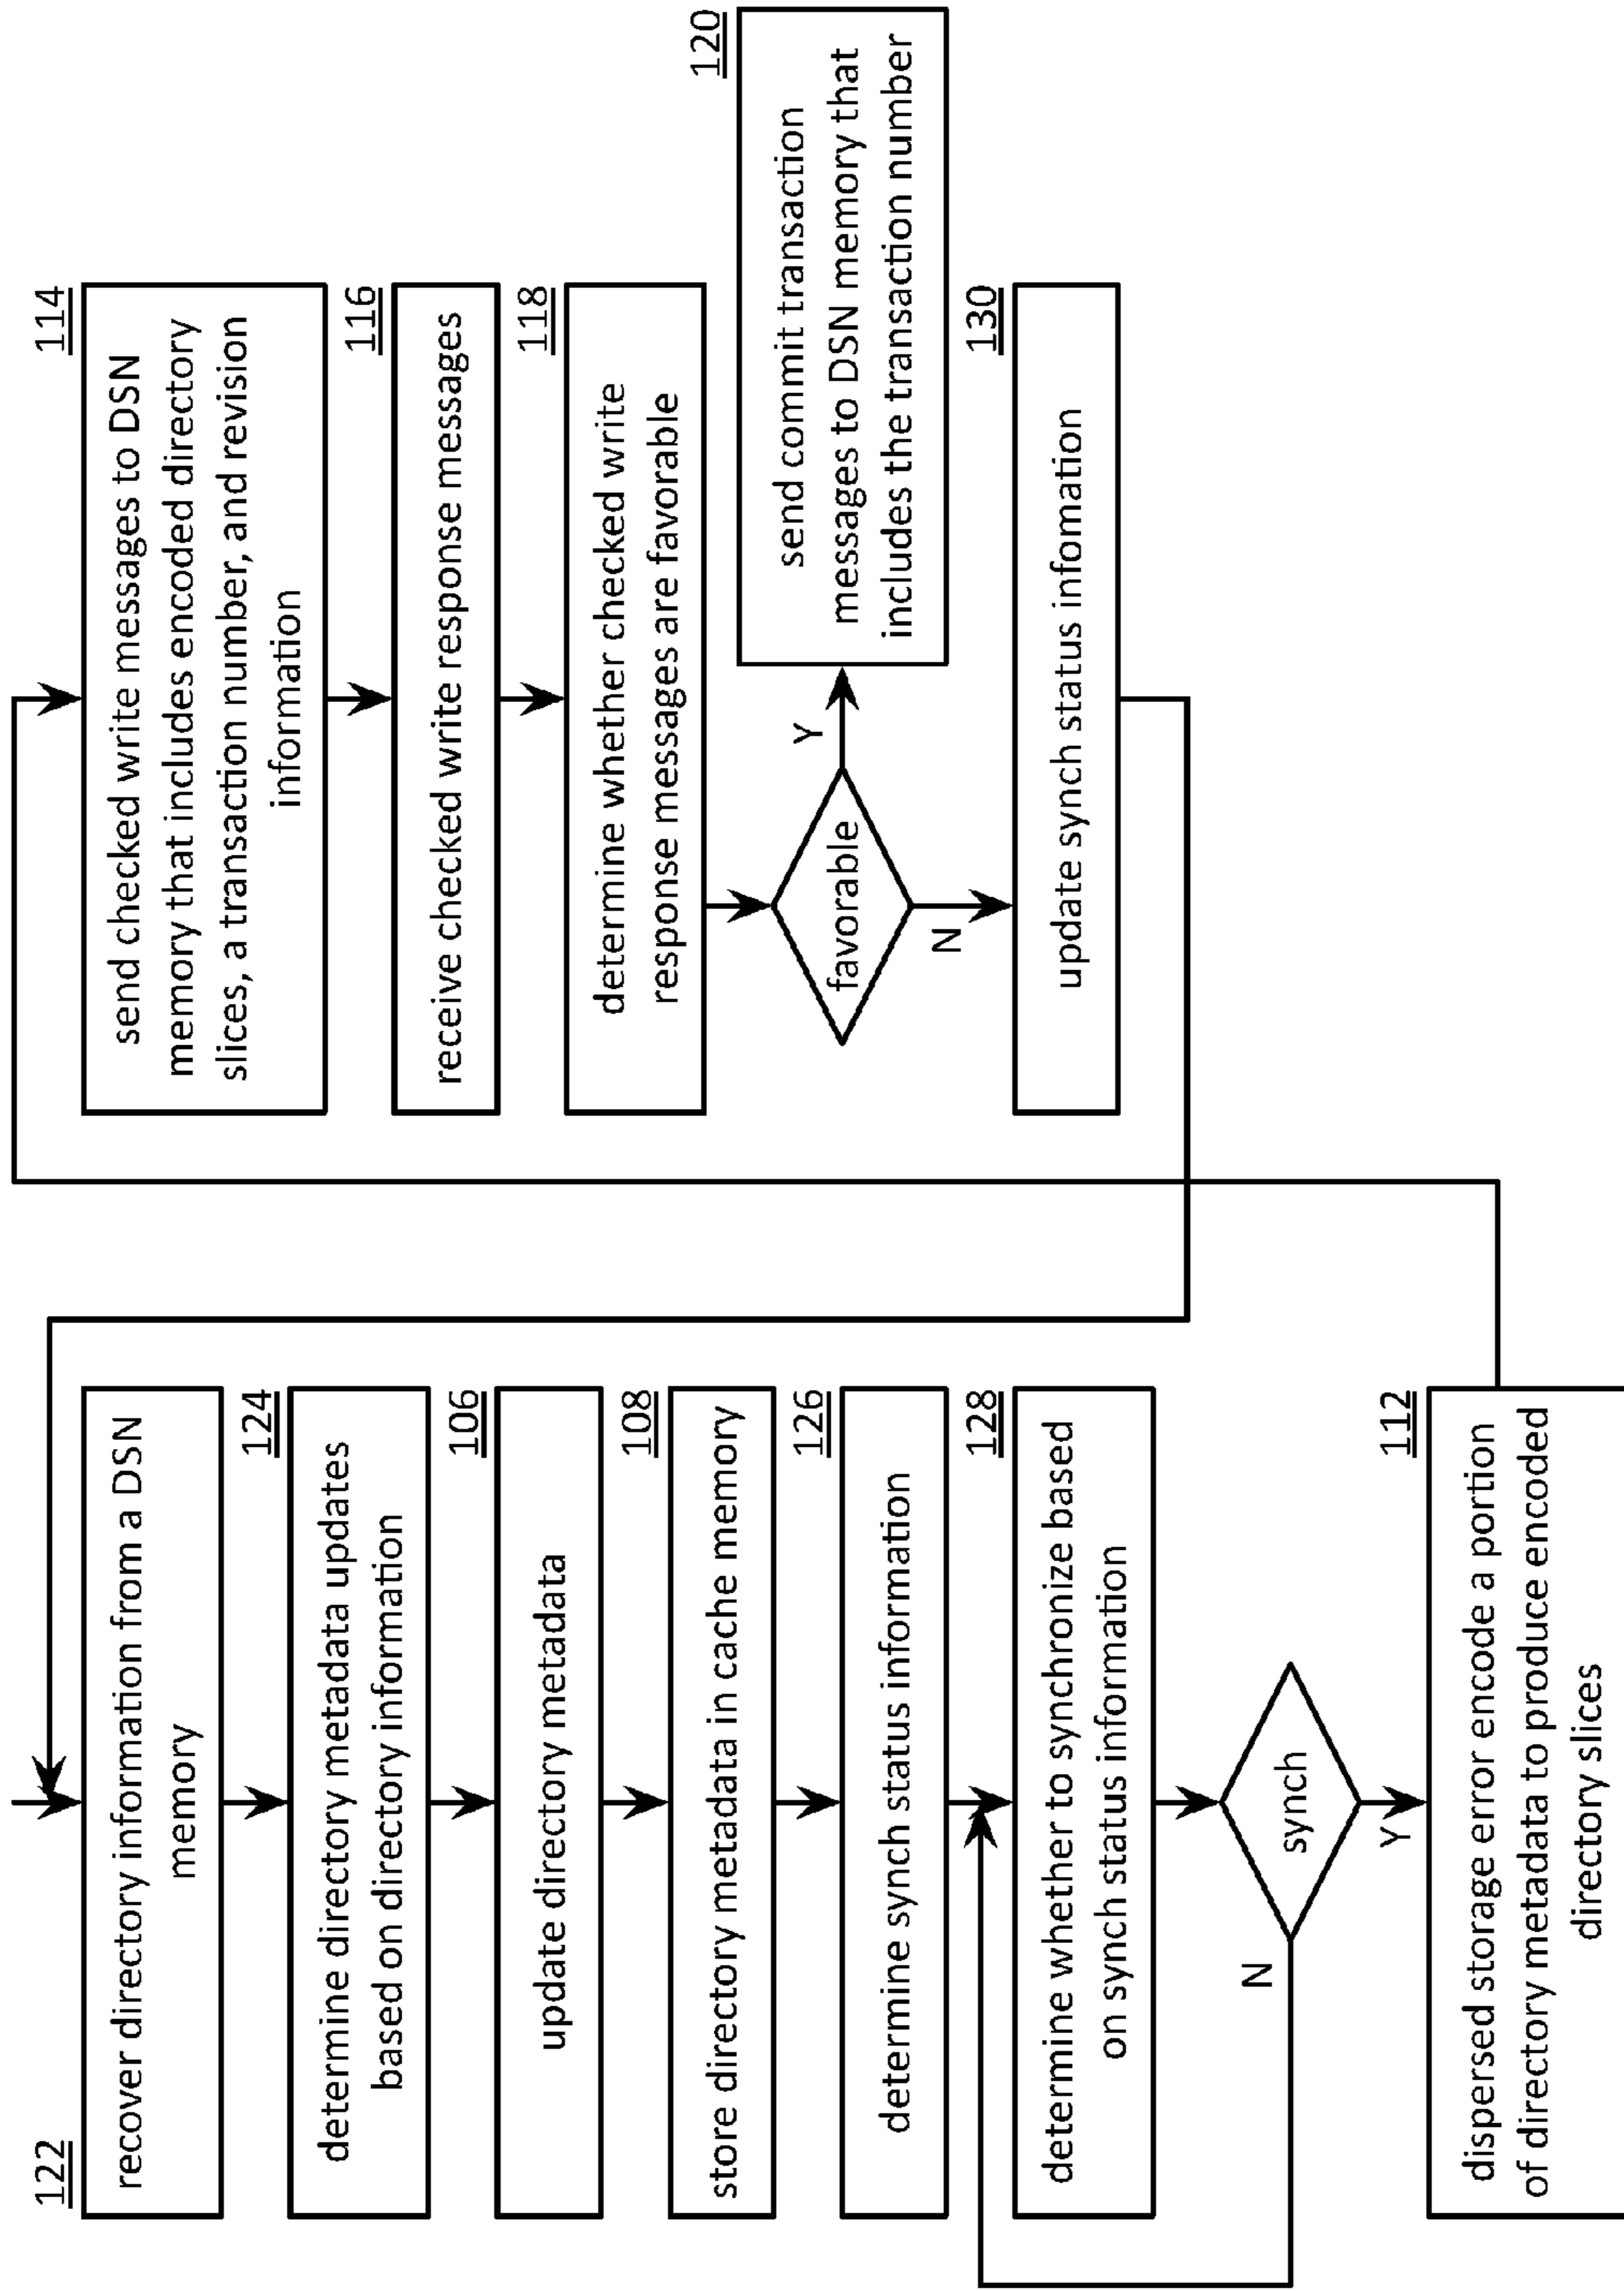 122
recover directory information from a DSN
memory
124
determine directory metadata updates
based on directory information
106
update directory metadata
108
store directory metadata in cache memory
126
determine synch status information
128
determine whether to synchronize based
on synch status information
synch
N
Y
112
dispersed storage error encode a portion
of directory metadata to produce encoded
directory slices
114
send checked write messages to DSN
memory that includes encoded directory
slices, a transaction number, and revision
information
116
receive checked write response messages
118
determine whether checked write
response messages are favorable
favorable
Y
N
120
send commit transaction
messages to DSN memory that
includes the transaction number
130
update synch status infomation